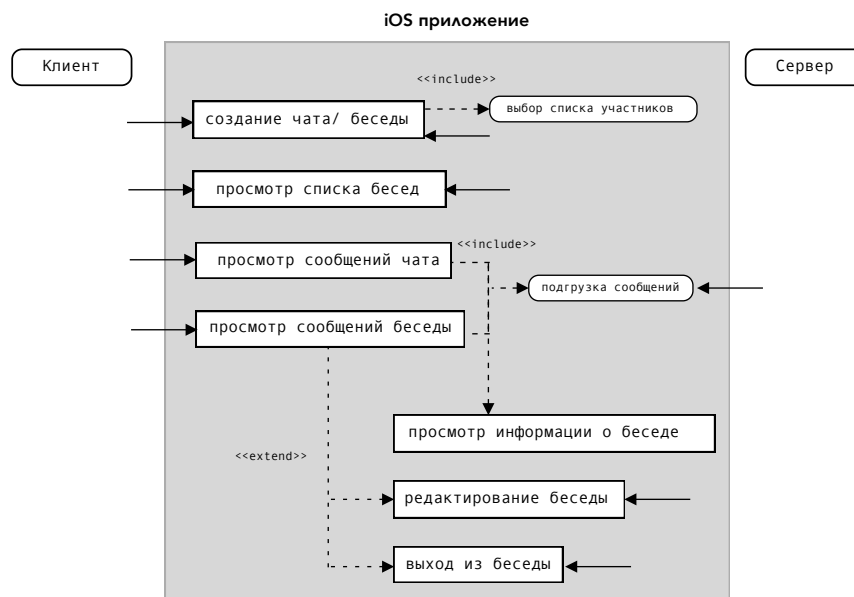 iOS приложение
Клиент
Сервер
<<include>>
создание чата/ беседы
выбор списка участников
просмотр списка бесед
<<include>>
просмотр сообщений чата
подгрузка сообщений
просмотр сообщений беседы
просмотр информации о беседе
<<extend>>
редактирование беседы
выход из беседы